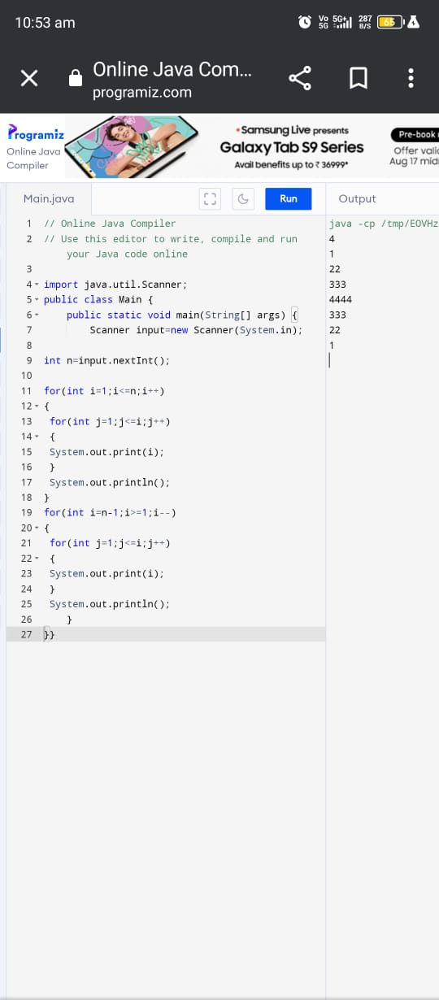 10:53 am
Vo 5G 5G+ 287 B/S 65
Online Java Com...
programiz.com
Programiz
Online Java
Compiler
•Samsung Live presents
Galaxy Tab S9 Series
Avail benefits up to ₹ 36999*
Pre-book
Offer vali
Aug 17 mid
Main.java
Run
Output
1 // Online Java Compiler
2 // Use this editor to write, compile and run
your Java code online
3
4 import java.util.Scanner;
5 public class Main {
6 public static void main(String[] args) {
7 Scanner input=new Scanner(System.in);
8
9 int n=input.nextInt();
10
11 for(int i=1;i<=n;i++)
12 {
13 for(int j=1;j<=i;j++)
14 {
15 System.out.print(i);
16 }
17 System.out.println();
18 }
19 for(int i=n-1;i>=1;i--)
20 {
21 for(int j=1;j<=i;j++)
22 {
23 System.out.print(i);
24 }
25 System.out.println();
26 }
27 }}
java -cp /tmp/EOVHz
4
1
22
333
4444
333
22
1